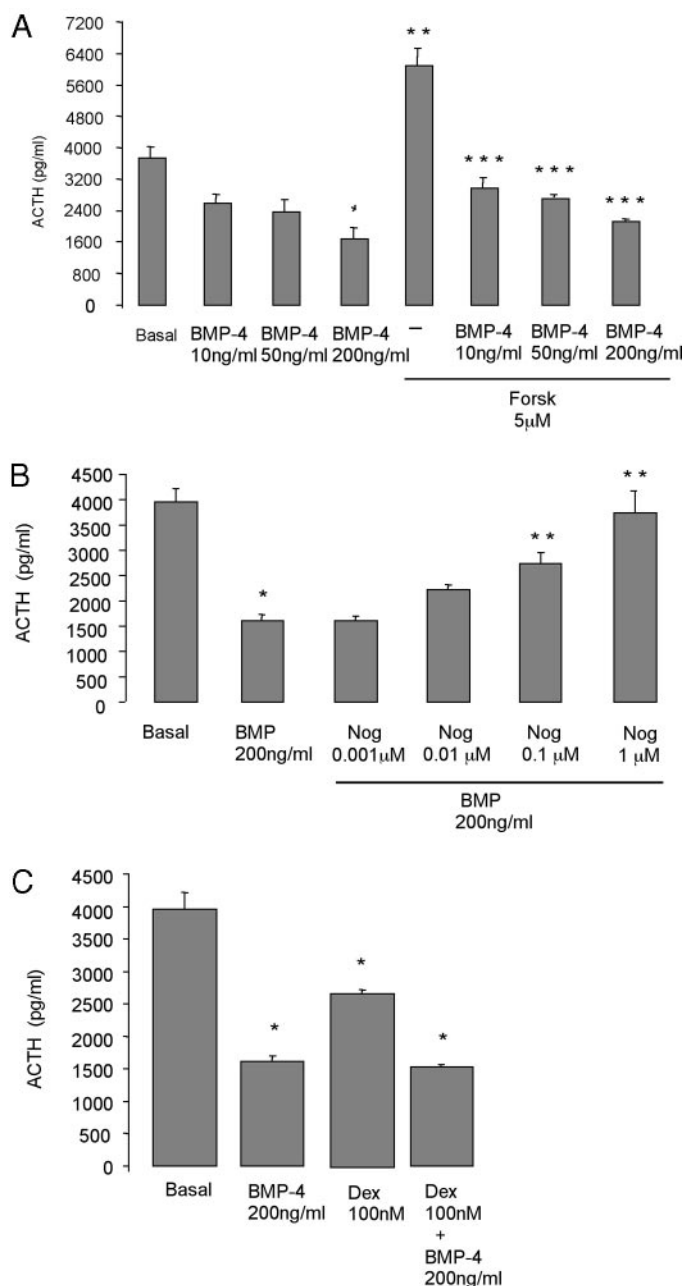 A
ACTH (pg/ml)
7200
6400
5600
4800
4000
3200
2400
1600
800
0
* *
* * *
* * *
* * *
*
Basal
BMP-4
10ng/ml
BMP-4
50ng/ml
BMP-4
200ng/ml
–
BMP-4
10ng/ml
BMP-4
50ng/ml
BMP-4
200ng/ml
Forsk
5μM
B
ACTH (pg/ml)
4500
4000
3500
3000
2500
2000
1500
1000
500
0
*
* *
* *
Basal
BMP
200ng/ml
Nog
0.001μM
Nog
0.01 μM
Nog
0.1 μM
Nog
1 μM
BMP
200ng/ml
C
ACTH (pg/ml)
4500
4000
3500
3000
2500
2000
1500
1000
500
0
*
*
*
Basal
BMP-4
200ng/ml
Dex
100nM
Dex
100nM
+
BMP-4
200ng/ml